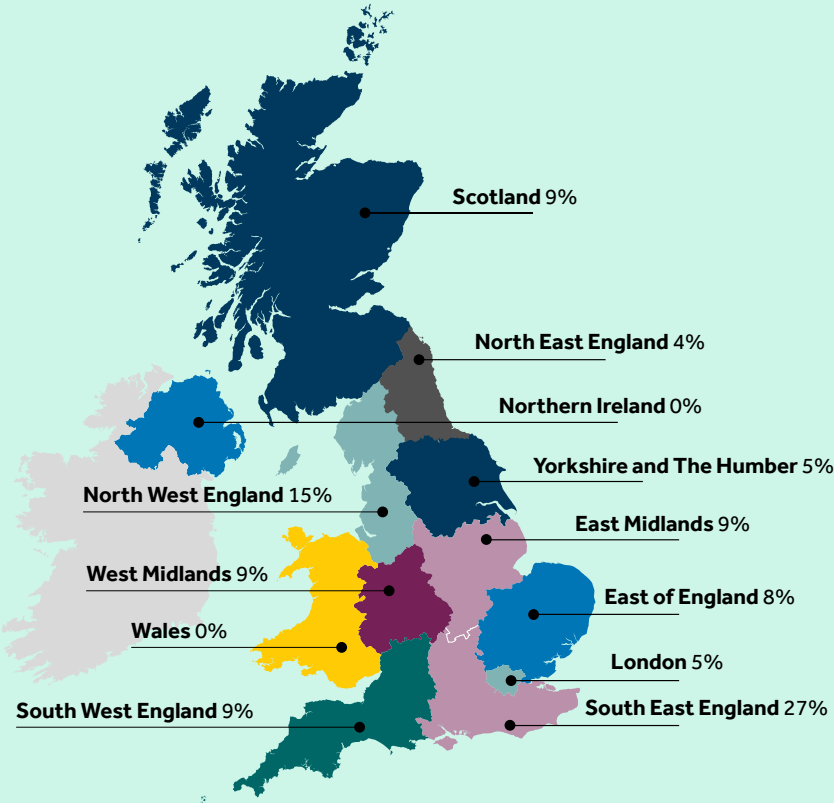 Scotland 9%
North East England 4%
Northern Ireland 0%
Yorkshire and The Humber 5%
North West England 15%
East Midlands 9%
West Midlands 9%
East of England 8%
Wales 0%
London 5%
South East England 27%
South West England 9%